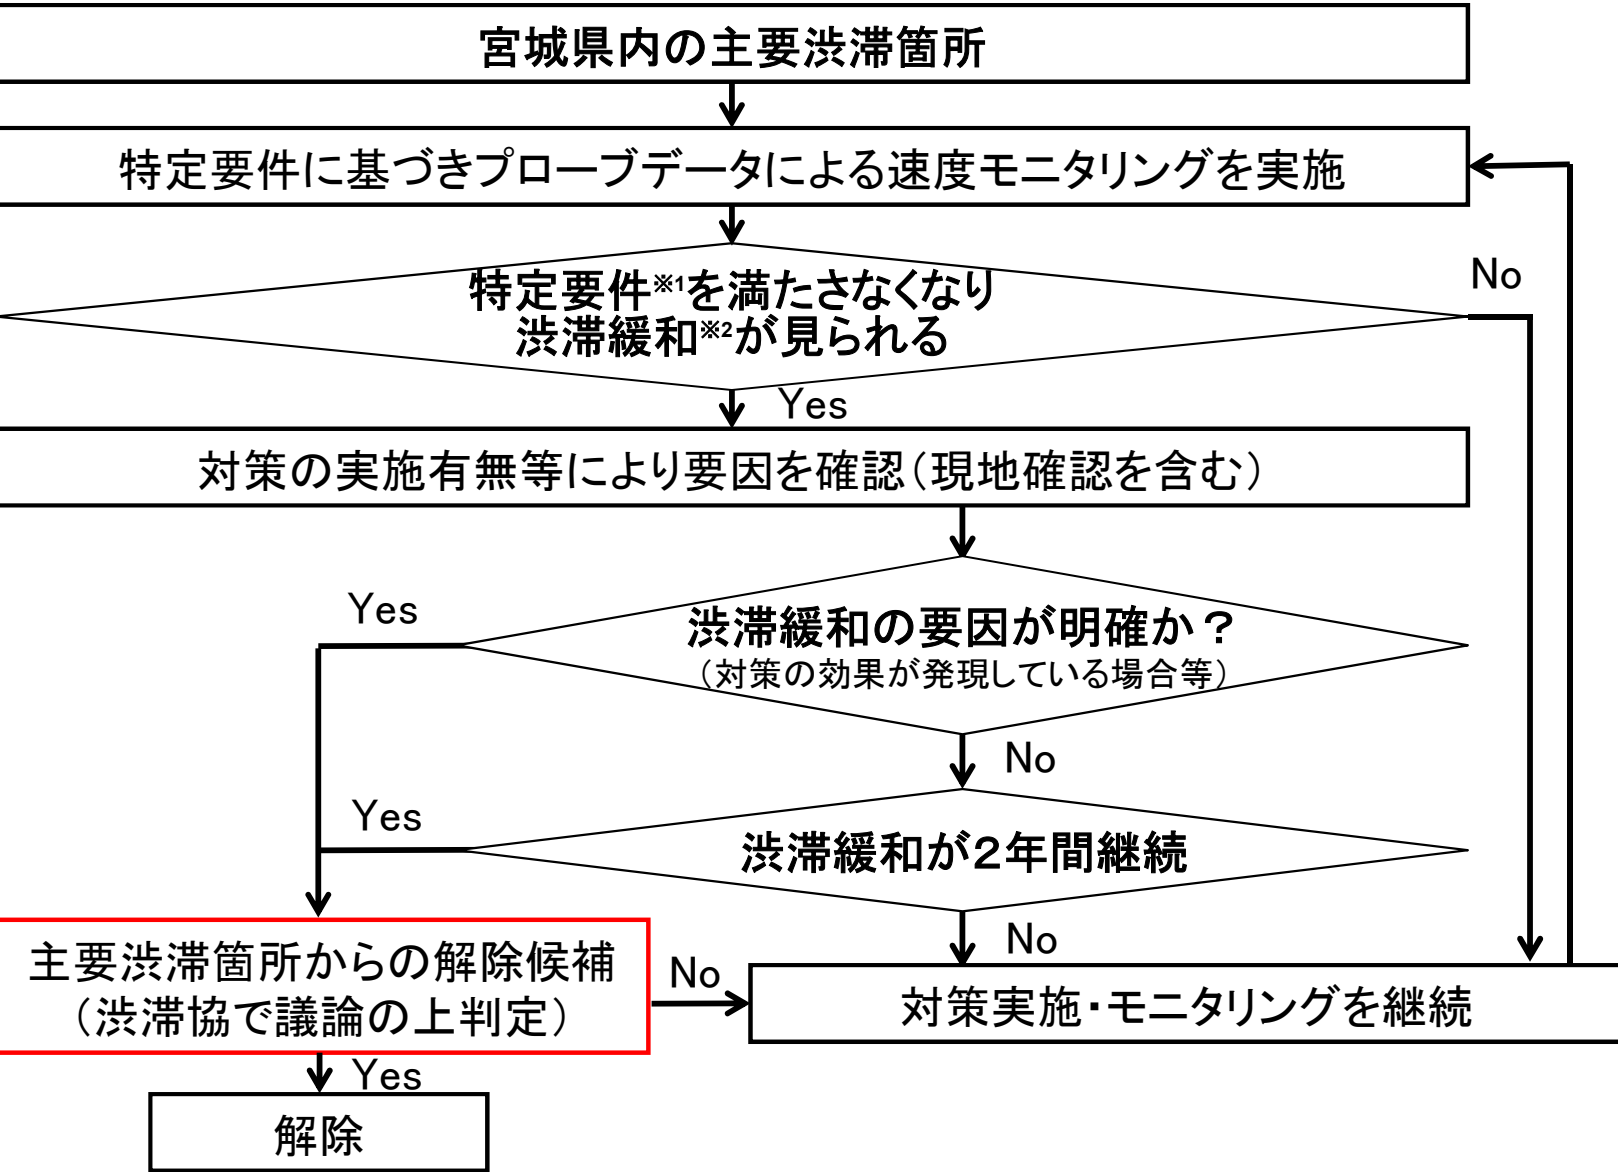 宮城県内の主要渋滞箇所
特定要件に基づきプローブデータによる速度モニタリングを実施
特定要件※1を満たさなくなり
渋滞緩和※2が見られる
No
Yes
対策の実施有無等により要因を確認（現地確認を含む）
渋滞緩和の要因が明確か？
（対策の効果が発現している場合等）
Yes
No
渋滞緩和が２年間継続
Yes
No
主要渋滞箇所からの解除候補
（渋滞協で議論の上判定）
No
対策実施・モニタリングを継続
Yes
解除